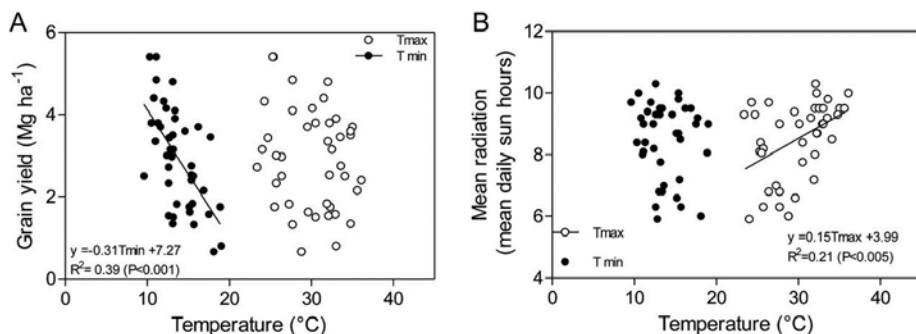 A
Grain yield (Mg ha⁻¹)
6
4
2
0
Tmax
T min
y =-0.31Tmin +7.27
R²= 0.39 (P<0.001)
0 10 20 30 40
Temperature (°C)
B
Mean radiation
(mean daily sun hours)
12
10
8
6
4
Tmax
T min
y =0.15Tmax +3.99
R²=0.21 (P<0.005)
0 10 20 30 40
Temperature (°C)